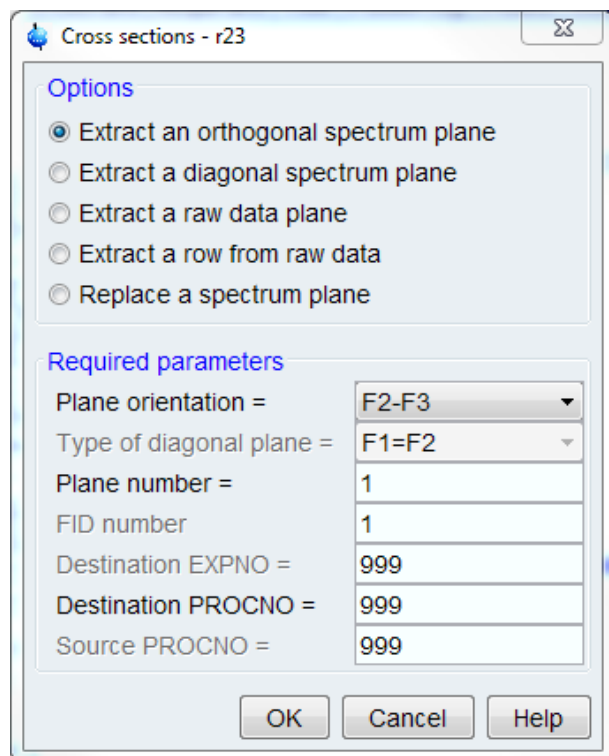 Cross sections - r23
Options
Extract an orthogonal spectrum plane
Extract a diagonal spectrum plane
Extract a raw data plane
Extract a row from raw data
Replace a spectrum plane
Required parameters
Plane orientation = F2-F3
Type of diagonal plane = F1=F2
Plane number = 1
FID number 1
Destination EXPNO = 999
Destination PROCNO = 999
Source PROCNO = 999
OK Cancel Help